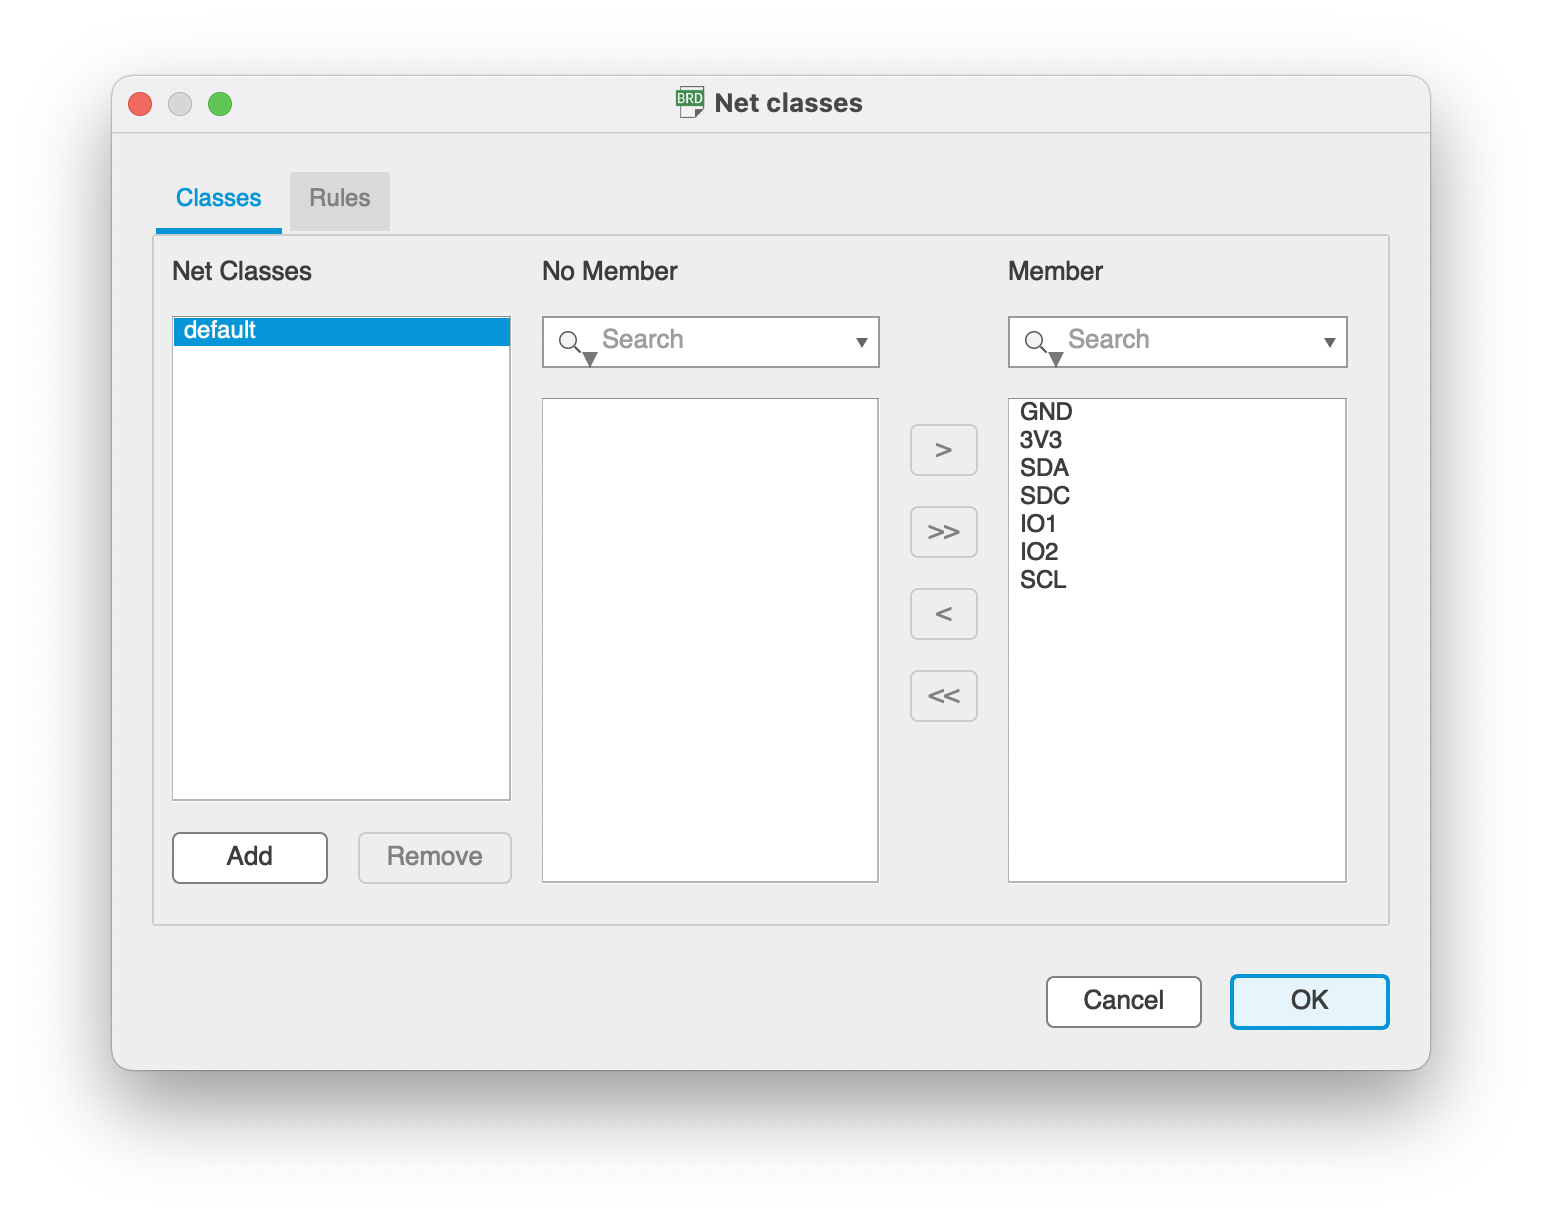 BRD Net classes
Classes Rules
Net Classes No Member Member
default
Search Search
GND
3V3
SDA
SDC
IO1
IO2
SCL
>
>>
<
<<
Add Remove
Cancel OK